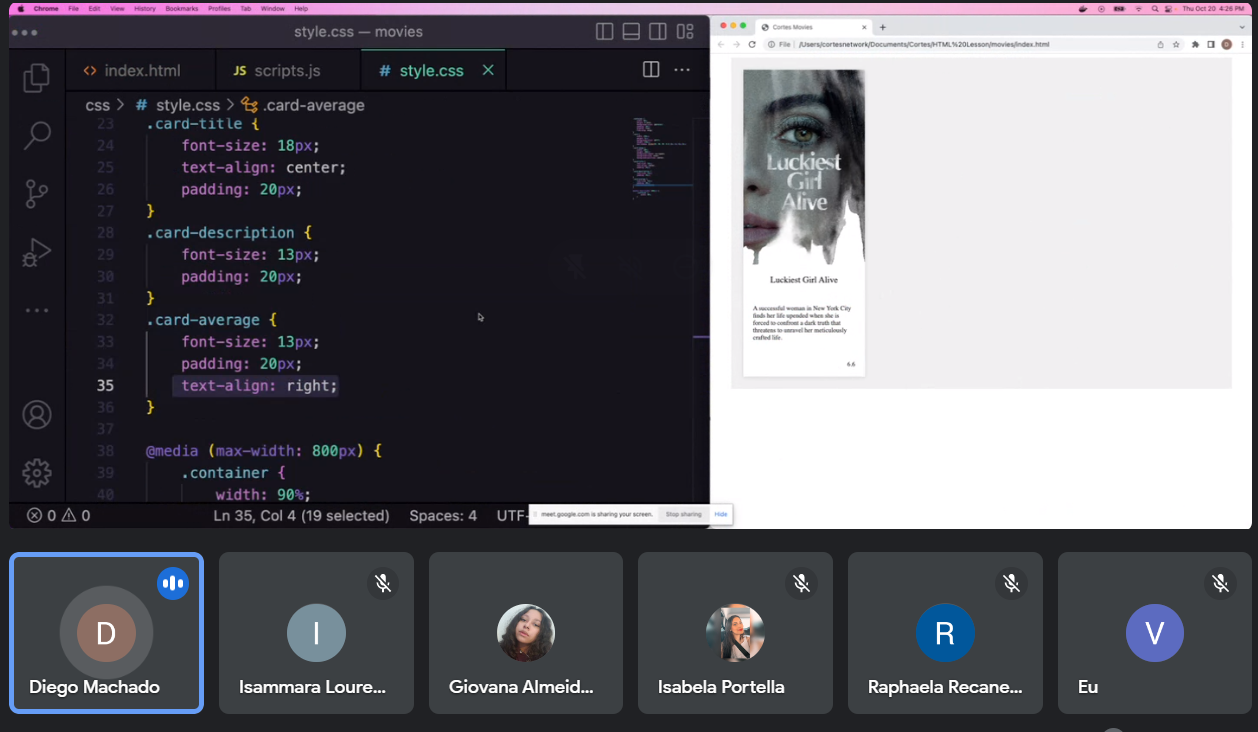 Chrome File Edit View History Bookmarks Profiles Tab Window Help
Thu Oct 20 4:26 PM
style.css — movies
index.html
JS scripts.js
# style.css
css > # style.css > .card-average
23 .card-title {
24 font-size: 18px;
25 text-align: center;
26 padding: 20px;
27 }
28 .card-description {
29 font-size: 13px;
30 padding: 20px;
31 }
32 .card-average {
33 font-size: 13px;
34 padding: 20px;
35 text-align: right;
36 }
37
38 @media (max-width: 800px) {
39 .container {
40 width: 90%;
0 0
Ln 35, Col 4 (19 selected) Spaces: 4 UTF-
Cortes Movies
File /Users/cortesnetwork/Documents/Cortes/HTML%20Lesson/movies/index.html
Luckiest
Girl
Alive
Luckiest Girl Alive
A successful woman in New York City
finds her life upended when she is
forced to confront a dark truth that
threatens to unravel her meticulously
crafted life.
6.6
meet.google.com is sharing your screen. Stop sharing Hide
D
Diego Machado
I
Isammara Loure...
Giovana Almeid...
Isabela Portella
R
Raphaela Recane...
V
Eu